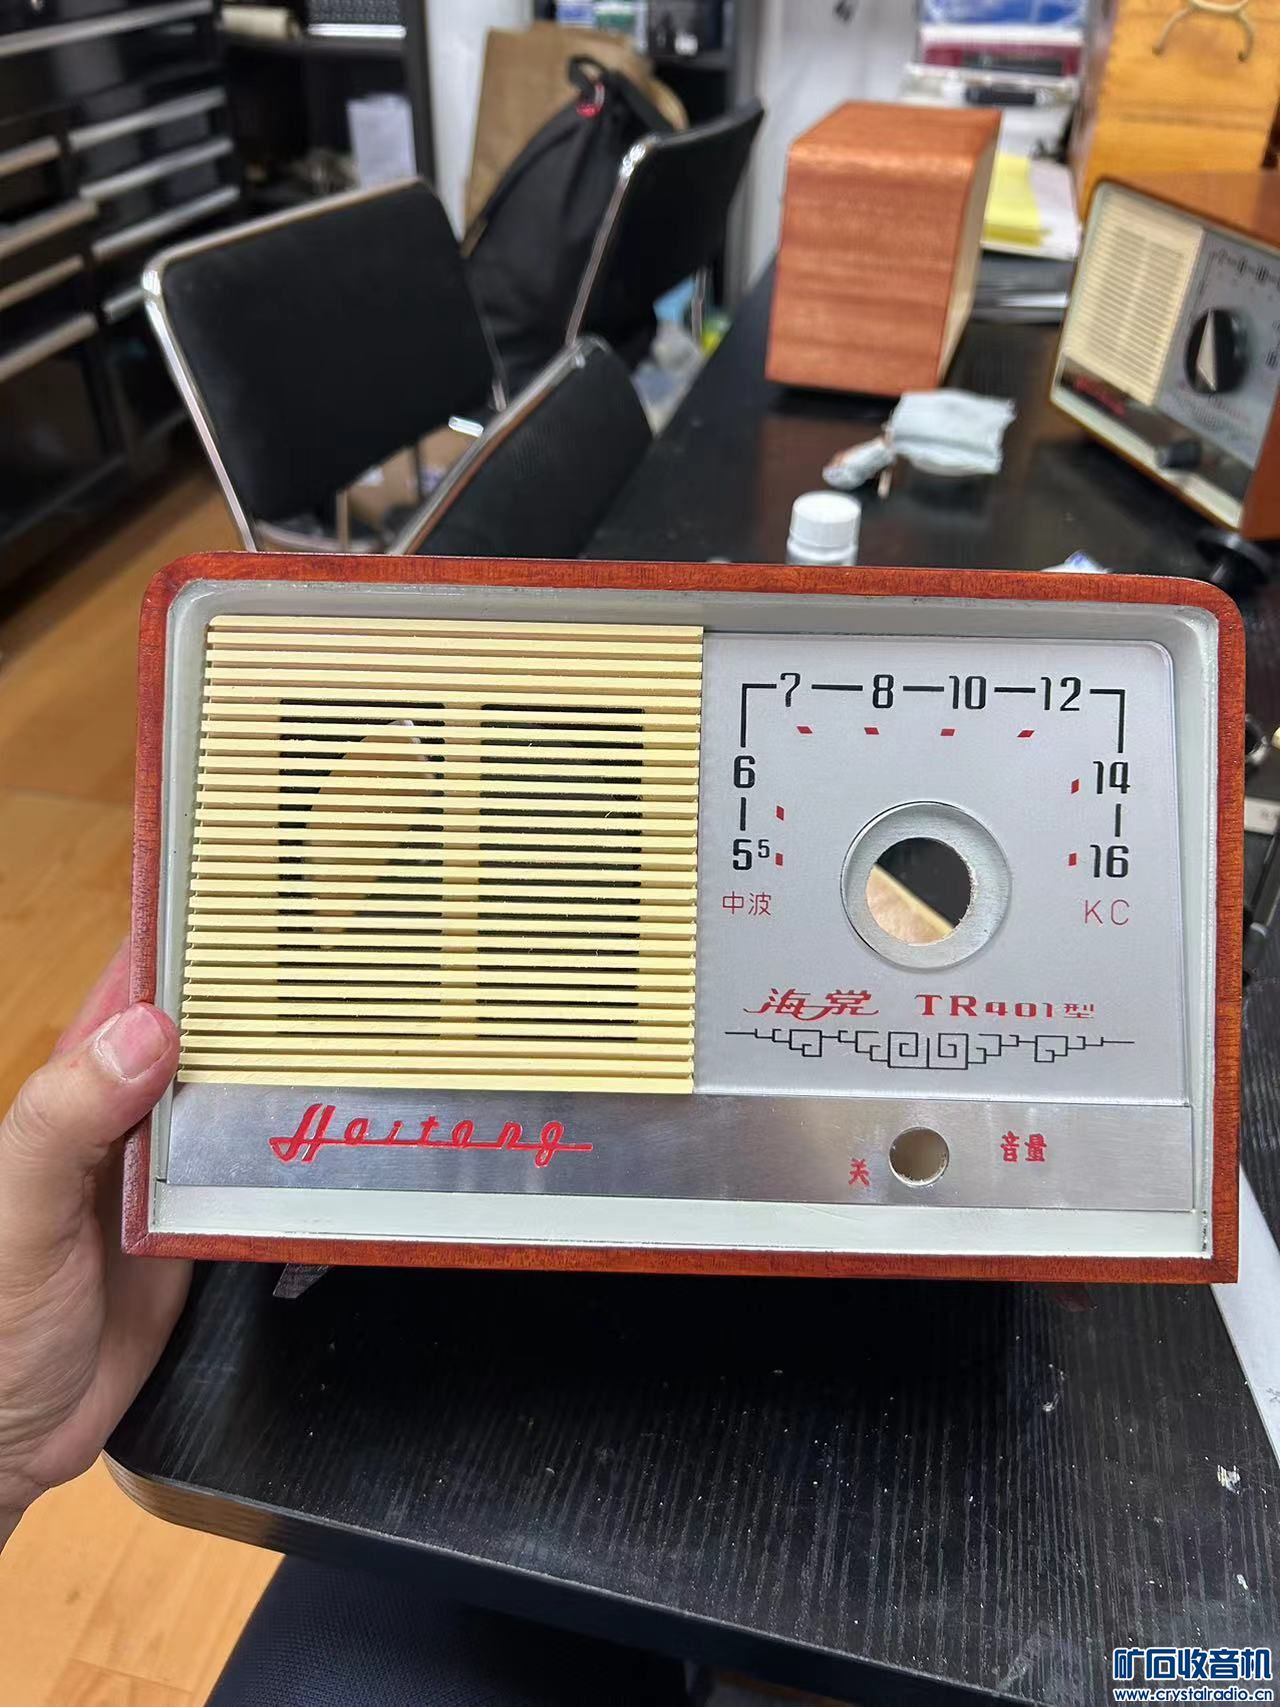 7 8 10 12
6 14
5⁵ 16
中波 KC
海棠 TR401型
Haitang
关 音量
矿石收音机
www.crystalradio.cn